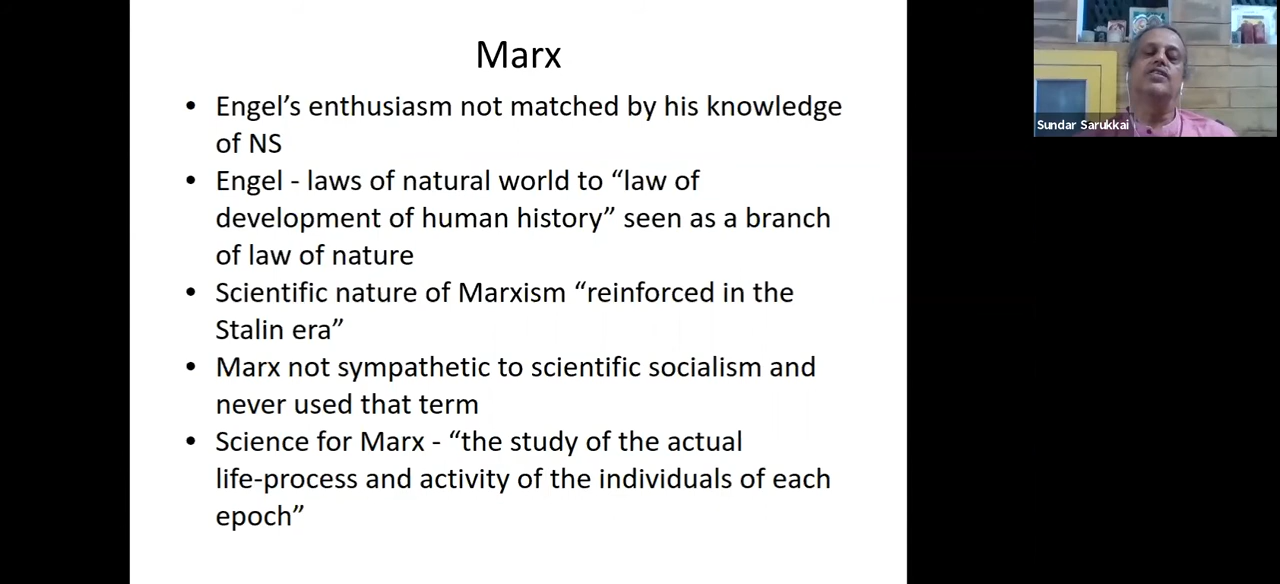 Marx
• Engel’s enthusiasm not matched by his knowledge
of NS
• Engel - laws of natural world to “law of
development of human history” seen as a branch
of law of nature
• Scientific nature of Marxism “reinforced in the
Stalin era”
• Marx not sympathetic to scientific socialism and
never used that term
• Science for Marx - “the study of the actual
life-process and activity of the individuals of each
epoch”
Sundar Sarukkai